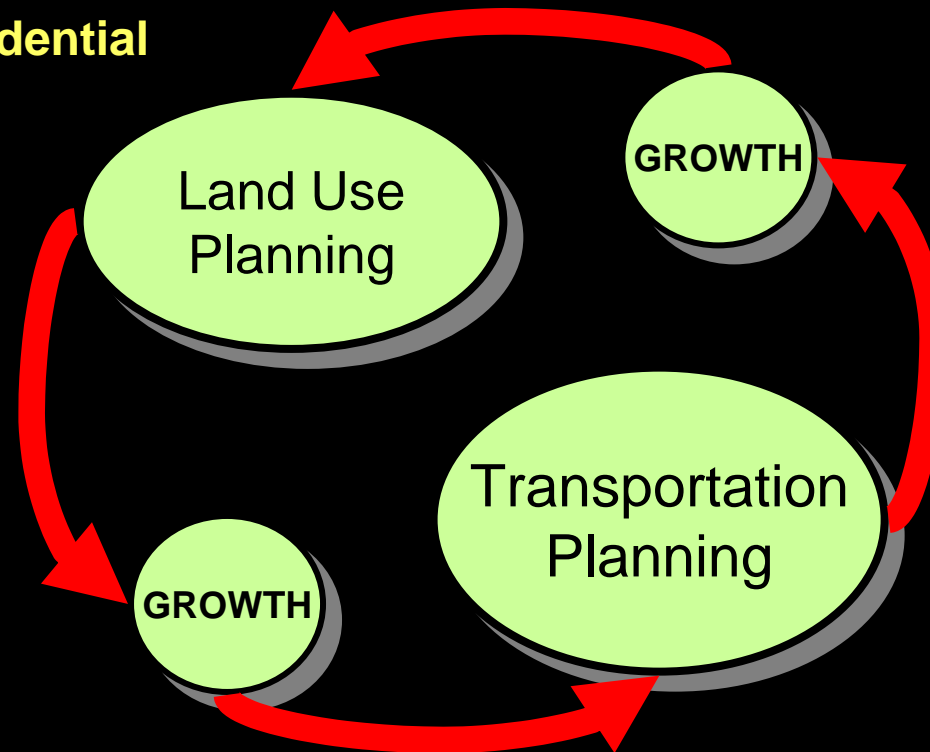 dential
GROWTH
Land Use
Planning
Transportation
Planning
GROWTH